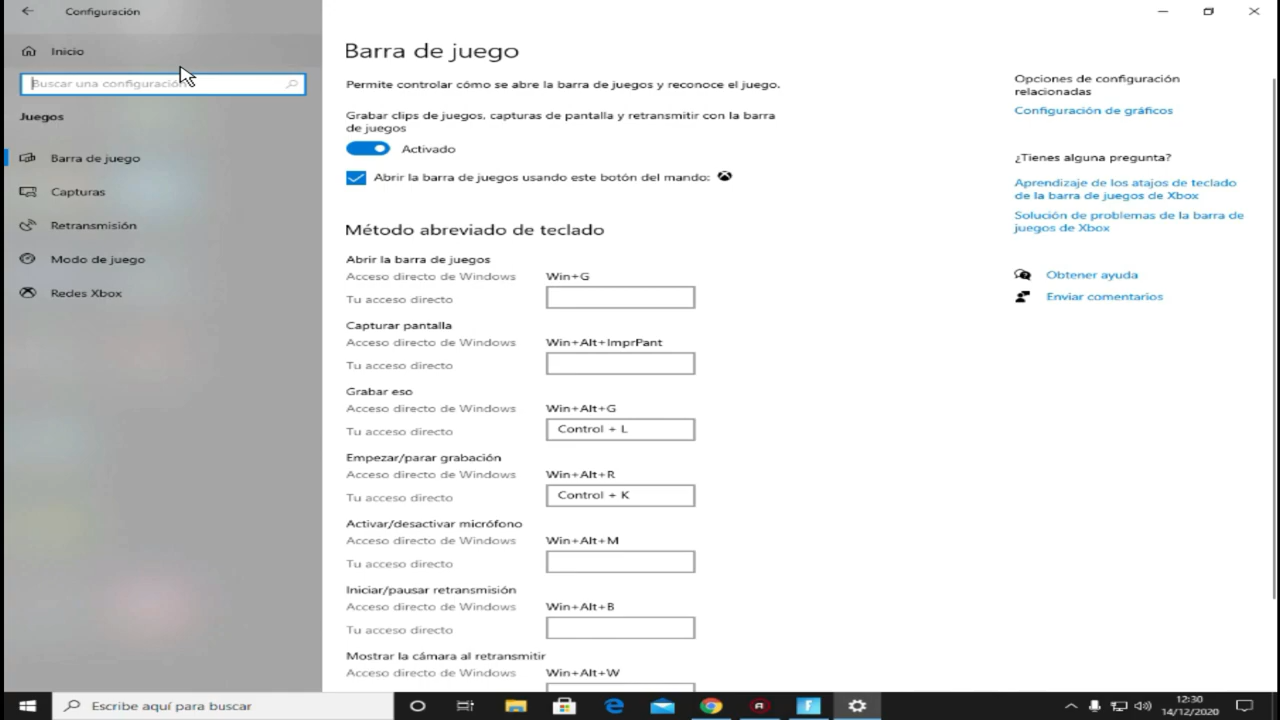 Configuración
Inicio
Buscar una configuración
Juegos
Barra de juego
Capturas
Retransmisión
Modo de juego
Redes Xbox
Barra de juego
Permite controlar cómo se abre la barra de juegos y reconoce el juego.
Grabar clips de juegos, capturas de pantalla y retransmitir con la barra
de juegos
Activado
Abrir la barra de juegos usando este botón del mando:
Método abreviado de teclado
Abrir la barra de juegos
Acceso directo de Windows Win+G
Tu acceso directo
Capturar pantalla
Acceso directo de Windows Win+Alt+ImprPant
Tu acceso directo
Grabar eso
Acceso directo de Windows Win+Alt+G
Tu acceso directo Control + L
Empezar/parar grabación
Acceso directo de Windows Win+Alt+R
Tu acceso directo Control + K
Activar/desactivar micrófono
Acceso directo de Windows Win+Alt+M
Tu acceso directo
Iniciar/pausar retransmisión
Acceso directo de Windows Win+Alt+B
Tu acceso directo
Mostrar la cámara al retransmitir
Acceso directo de Windows Win+Alt+W
Opciones de configuración
relacionadas
Configuración de gráficos
¿Tienes alguna pregunta?
Aprendizaje de los atajos de teclado
de la barra de juegos de Xbox
Solución de problemas de la barra de
juegos de Xbox
Obtener ayuda
Enviar comentarios
Escribe aquí para buscar
12:30
14/12/2020